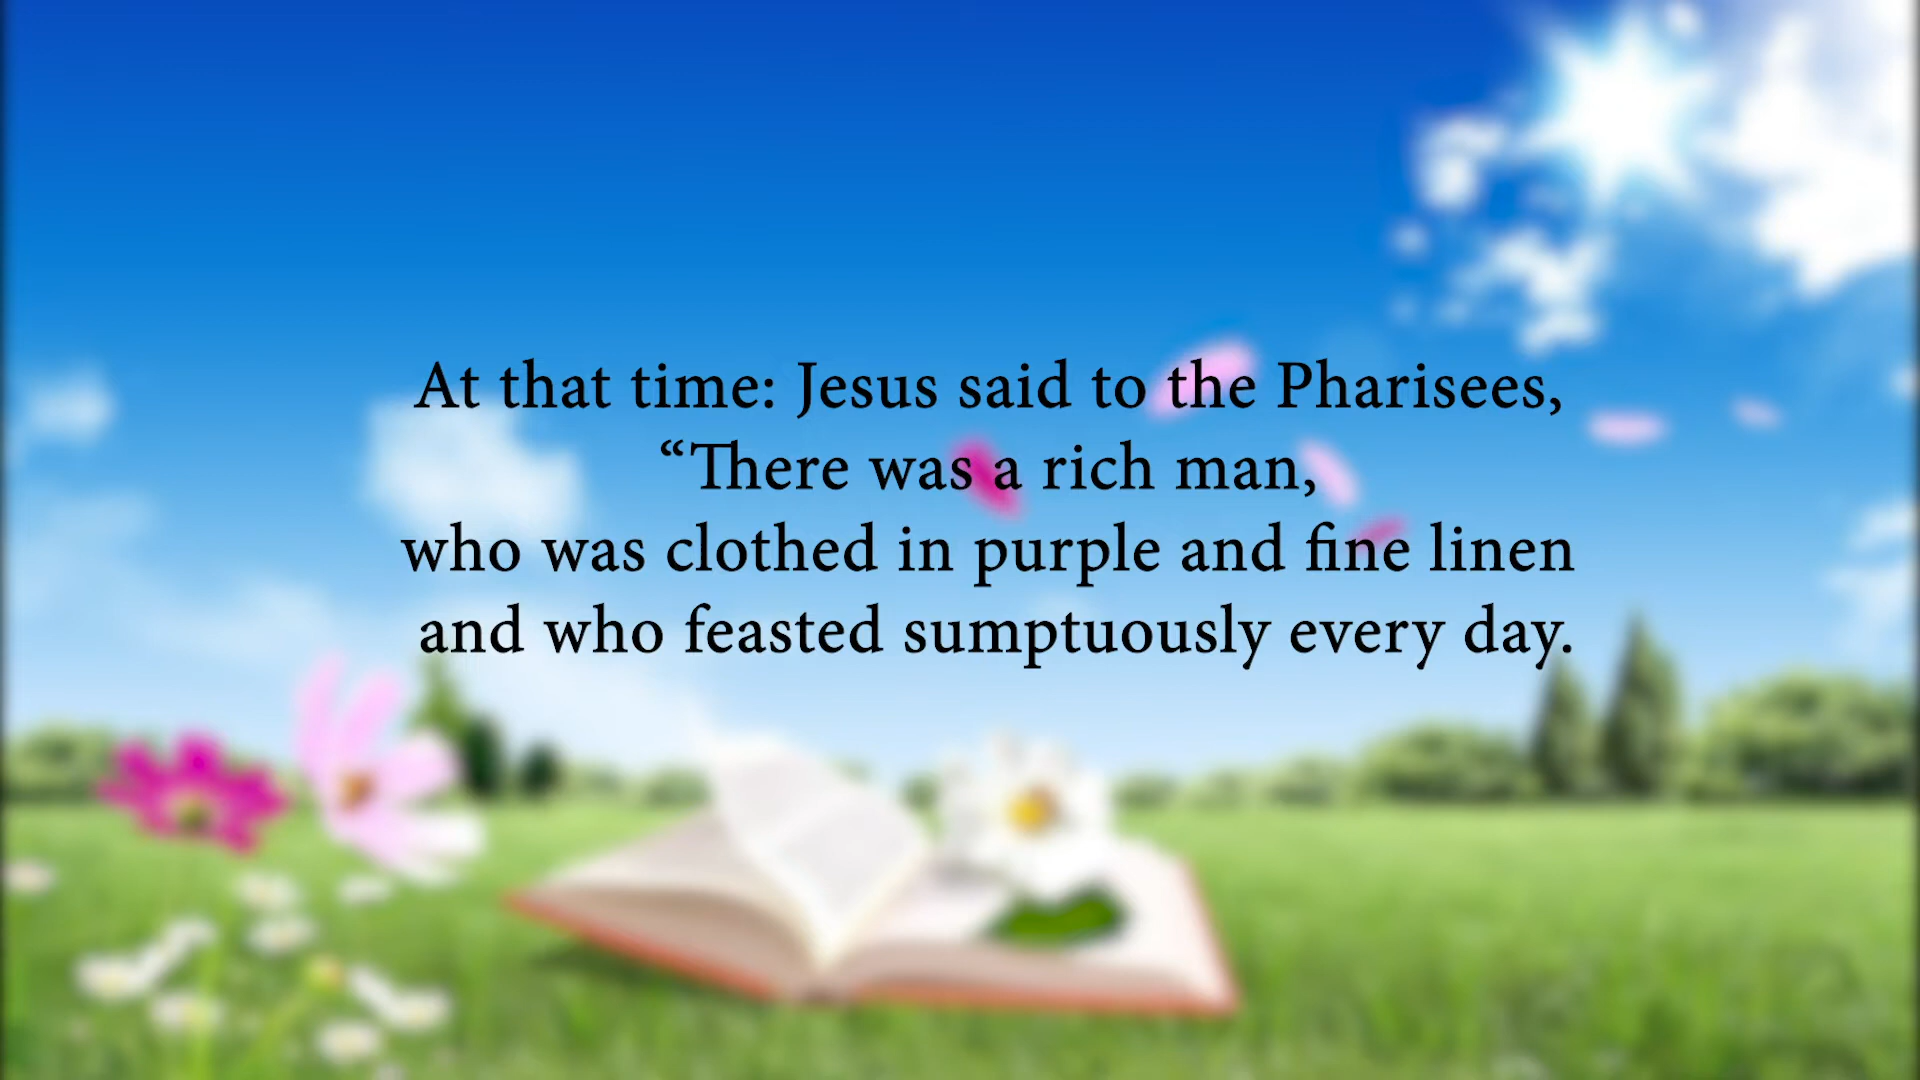 At that time: Jesus said to the Pharisees,
“There was a rich man,
who was clothed in purple and fine linen
and who feasted sumptuously every day.